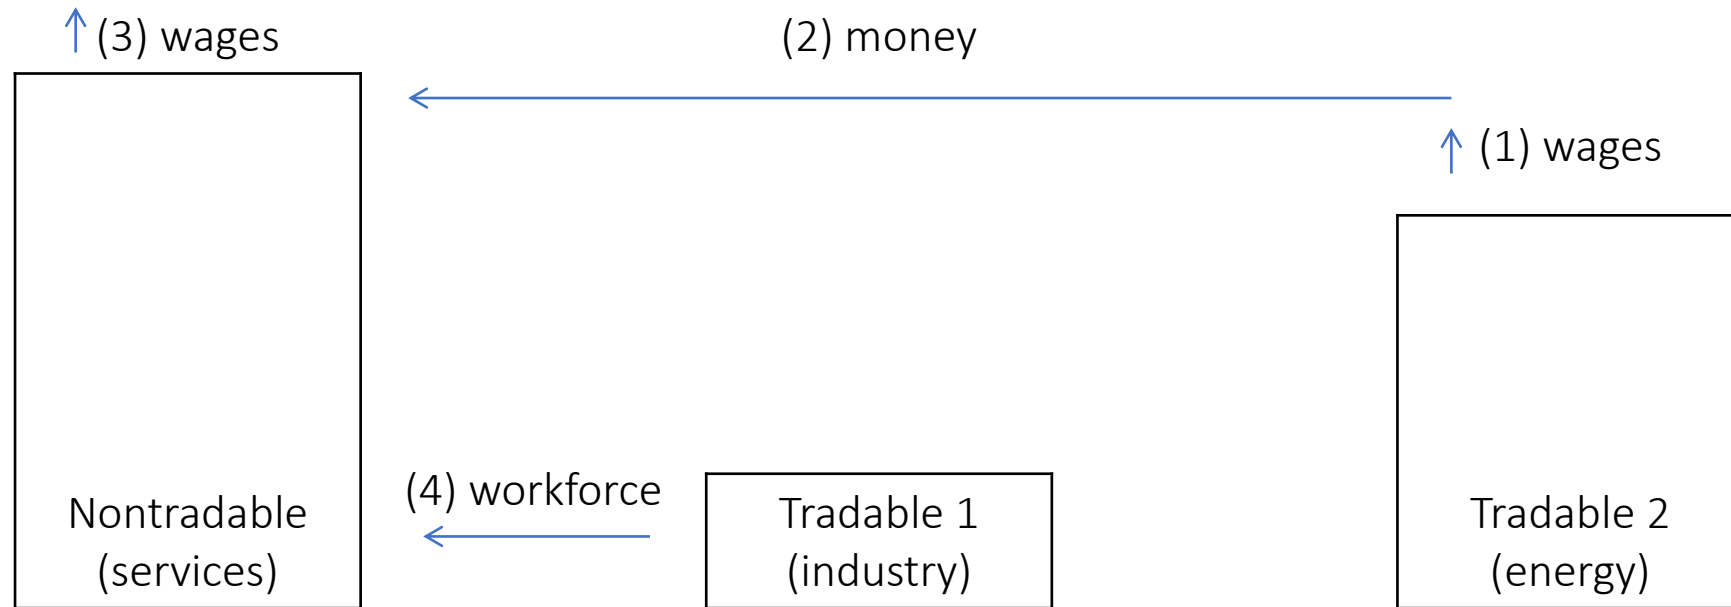 (3) wages
(2) money
(1) wages
(4) workforce
Nontradable
(services)
Tradable 1
(industry)
Tradable 2
(energy)